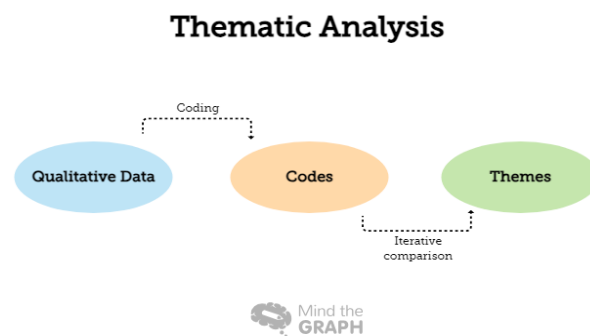 Thematic Analysis
Coding
Qualitative Data
Codes
Themes
Iterative
comparison
Mind the
GRAPH